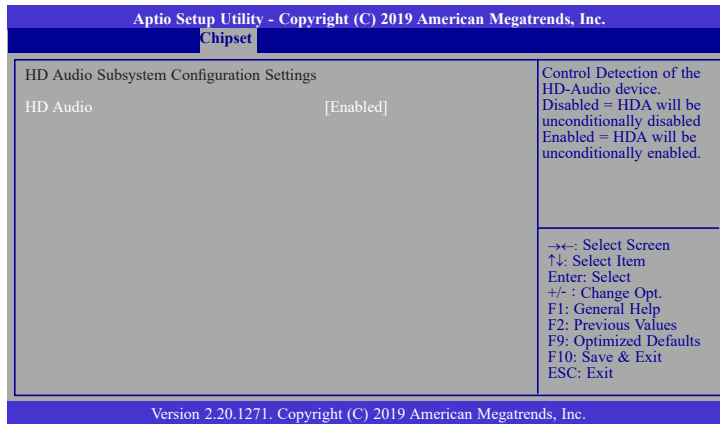 Aptio Setup Utility - Copyright (C) 2019 American Megatrends, Inc.
Chipset
HD Audio Subsystem Configuration Settings
HD Audio [Enabled]
Control Detection of the
HD-Audio device.
Disabled = HDA will be
unconditionally disabled
Enabled = HDA will be
unconditionally enabled.
→←: Select Screen
↑↓: Select Item
Enter: Select
+/- : Change Opt.
F1: General Help
F2: Previous Values
F9: Optimized Defaults
F10: Save & Exit
ESC: Exit
Version 2.20.1271. Copyright (C) 2019 American Megatrends, Inc.